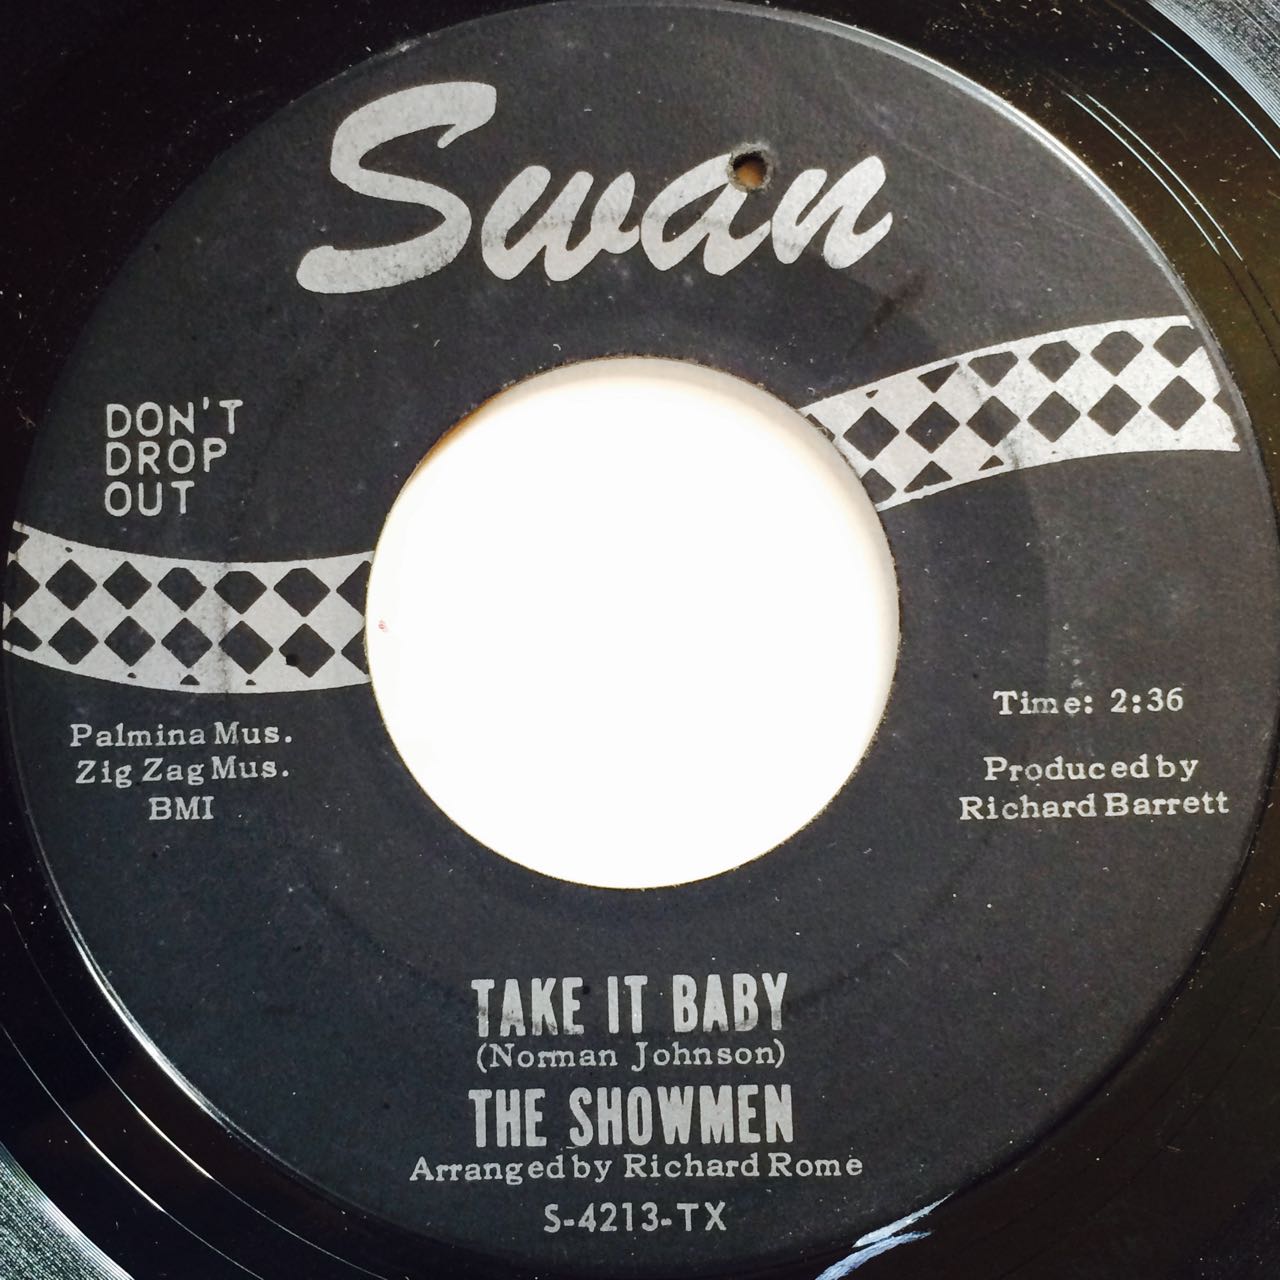 Swan
DON'T
DROP
OUT
Palmina Mus.
Zig Zag Mus.
BMI
Time: 2:36
Produced by
Richard Barrett
TAKE IT BABY
(Norman Johnson)
THE SHOWMEN
Arranged by Richard Rome
S-4213-TX